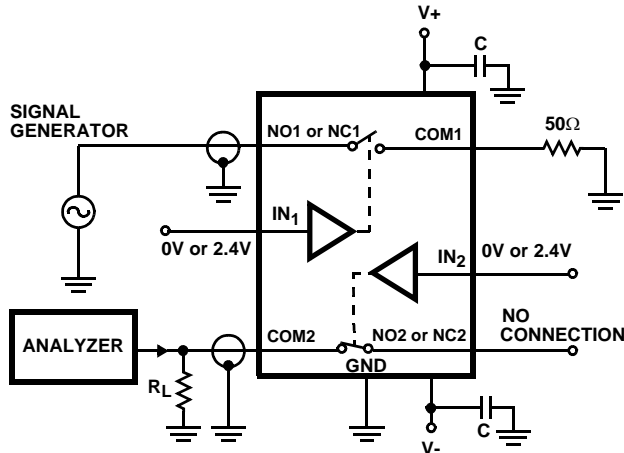 V+
C
SIGNAL
GENERATOR
NO1 or NC1
COM1
50Ω
IN1
0V or 2.4V
IN2
0V or 2.4V
NO
CONNECTION
ANALYZER
COM2
NO2 or NC2
GND
RL
C
V-